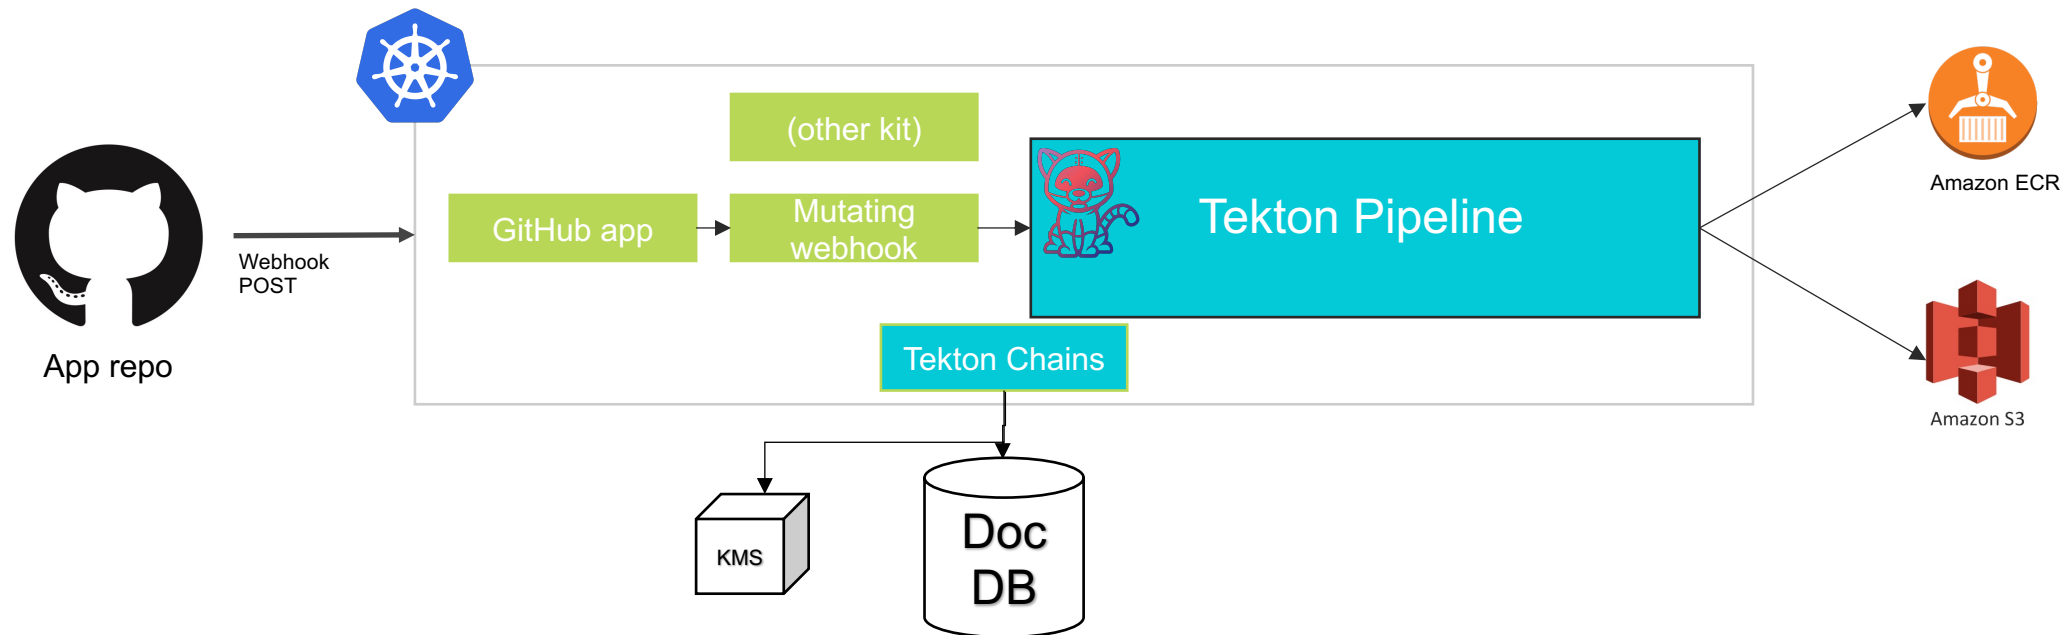 (other kit)
GitHub app
Mutating
webhook
Tekton Pipeline
Webhook
POST
App repo
Tekton Chains
KMS
Doc
DB
Amazon ECR
Amazon S3